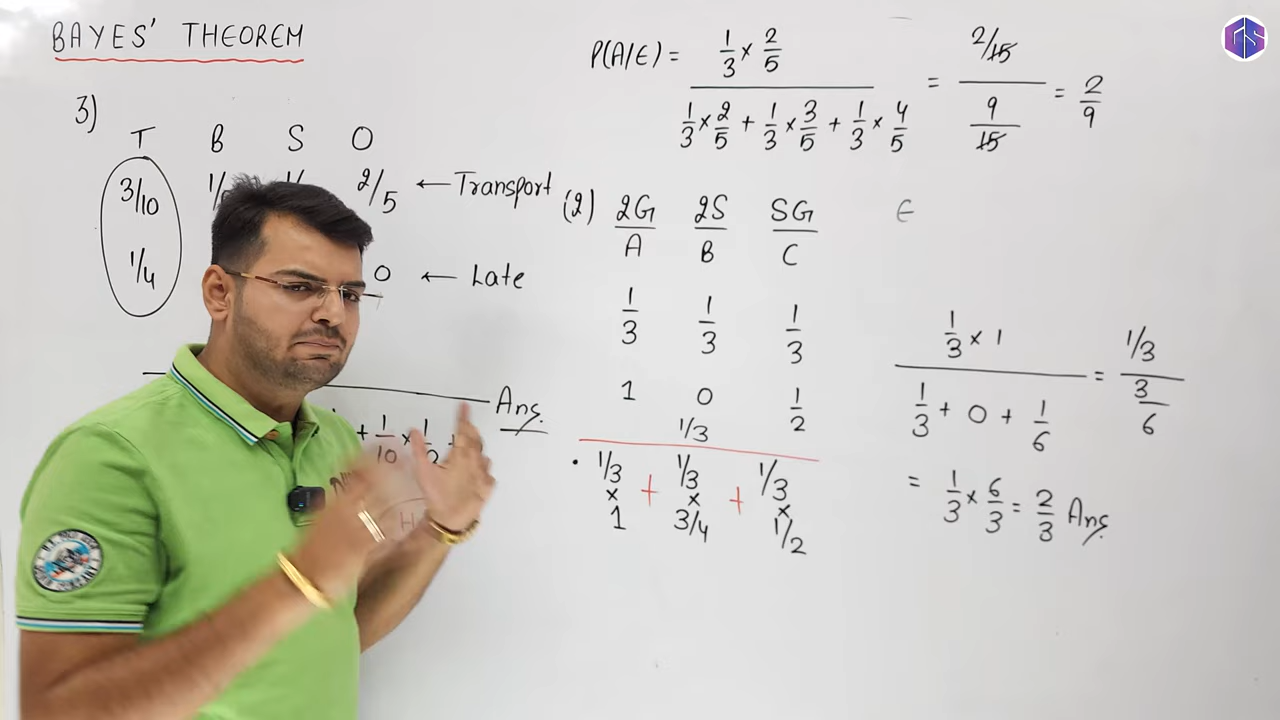 BAYES' THEOREM
3)
T B S O
3/10 2/5 ← Transport
1/4 0 ← Late
Ans.
+ 1/10 ×
P(A/E) = 1/3 × 2/5
1/3 × 2/5 + 1/3 × 3/5 + 1/3 × 4/5
= 2/15
9/15
= 2/9
(2) 2G 2S SG
A B C
1/3 1/3 1/3
1 0 1/2
1/3
· 1/3 × 1 + 1/3 × 3/4 + 1/3 × 1/2
E
1/3 × 1
1/3 + 0 + 1/6
= 1/3
3/6
= 1/3 × 6/3 = 2/3 Ans.